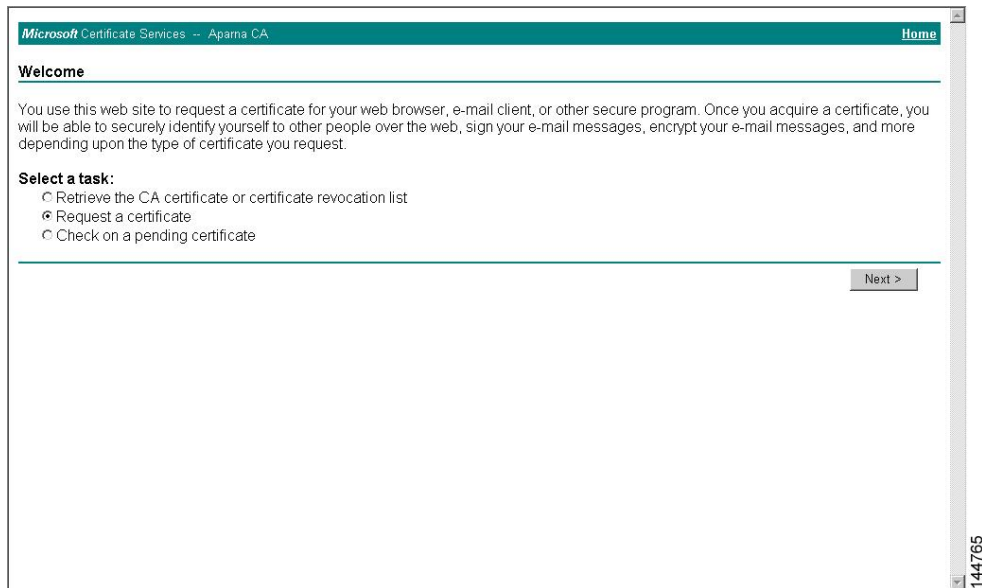 Microsoft Certificate Services -- Aparna CA Home
Welcome
You use this web site to request a certificate for your web browser, e-mail client, or other secure program. Once you acquire a certificate, you
will be able to securely identify yourself to other people over the web, sign your e-mail messages, encrypt your e-mail messages, and more
depending upon the type of certificate you request.
Select a task:
Retrieve the CA certificate or certificate revocation list
Request a certificate
Check on a pending certificate
Next >
144765